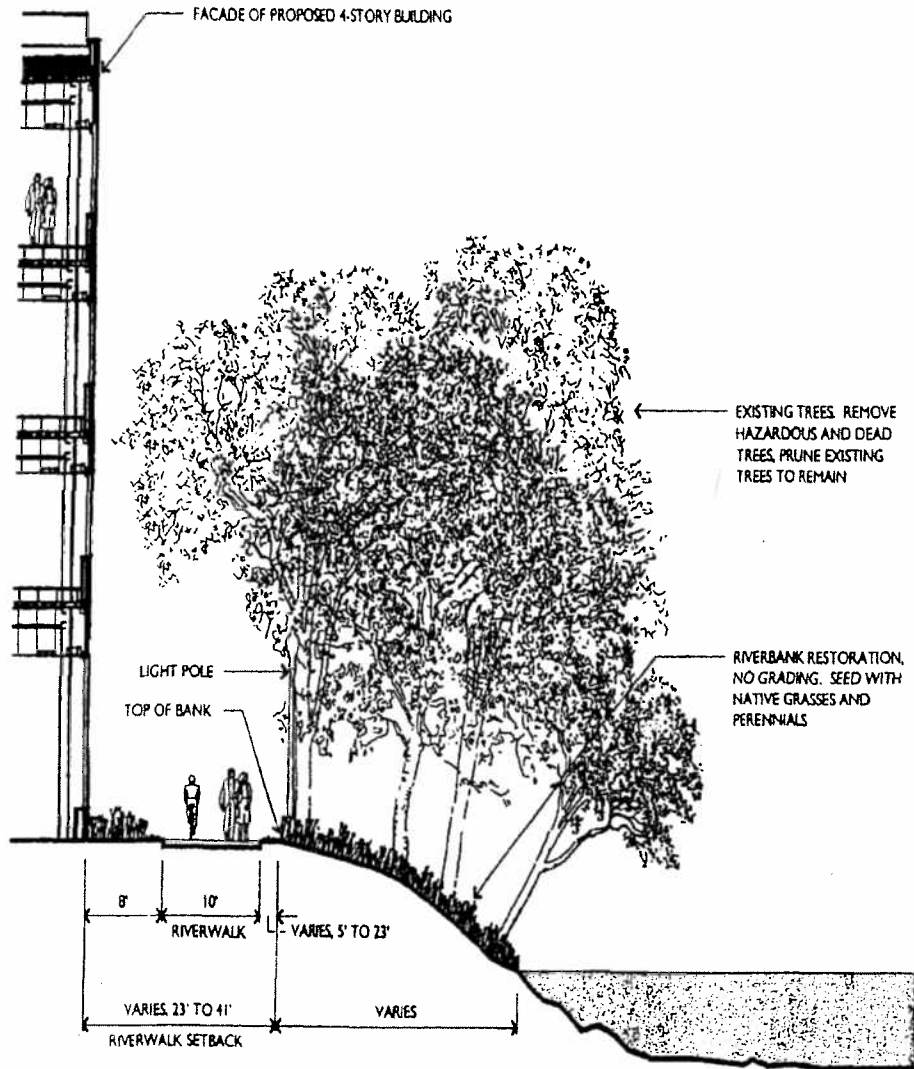 FACADE OF PROPOSED 4-STORY BUILDING
EXISTING TREES. REMOVE
HAZARDOUS AND DEAD
TREES, PRUNE EXISTING
TREES TO REMAIN
LIGHT POLE
TOP OF BANK
RIVERBANK RESTORATION,
NO GRADING. SEED WITH
NATIVE GRASSES AND
PERENNIALS
8'
10'
RIVERWALK
VARIES, 5' TO 23'
VARIES, 23' TO 41'
RIVERWALK SETBACK
VARIES